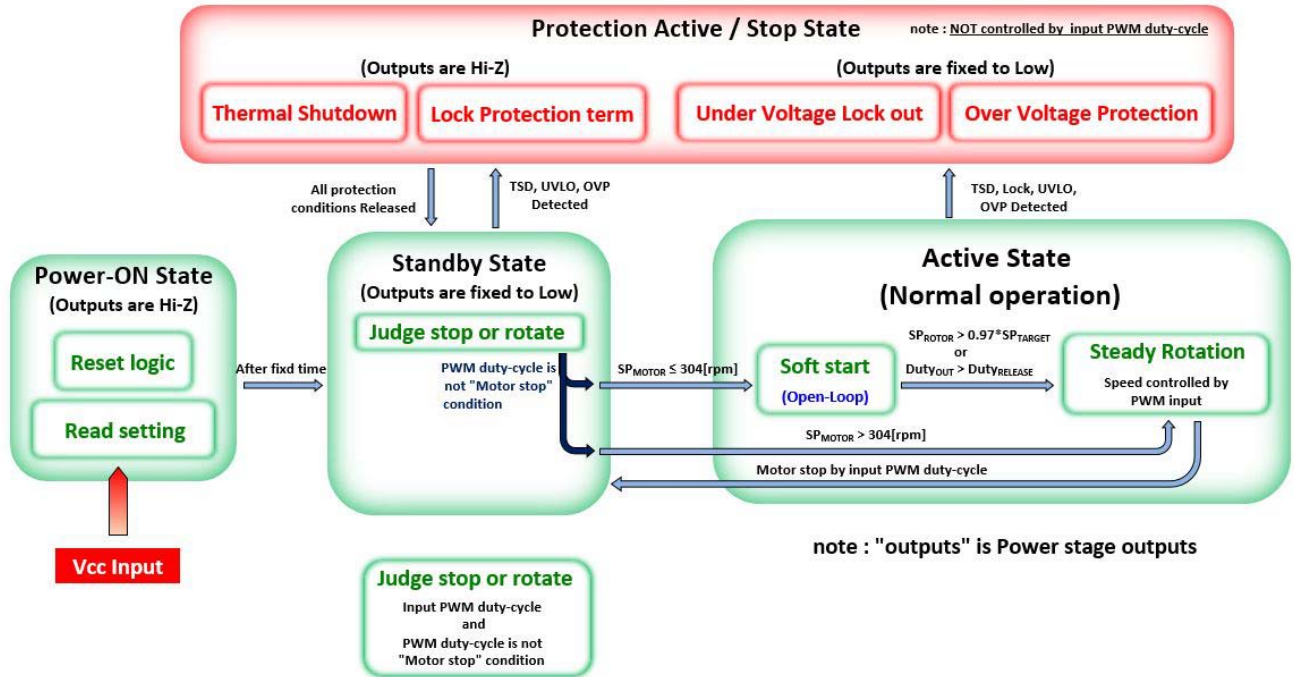 Protection Active / Stop State
note : NOT controlled by input PWM duty-cycle
(Outputs are Hi-Z)
(Outputs are fixed to Low)
Thermal Shutdown
Lock Protection term
Under Voltage Lock out
Over Voltage Protection
All protection
conditions Released
TSD, UVLO, OVP
Detected
TSD, Lock, UVLO,
OVP Detected
Power-ON State
(Outputs are Hi-Z)
Reset logic
Read setting
Vcc Input
After fixd time
Standby State
(Outputs are fixed to Low)
Judge stop or rotate
PWM duty-cycle is
not "Motor stop"
condition
SPMOTOR ≤ 304[rpm]
SPMOTOR > 304[rpm]
Motor stop by input PWM duty-cycle
Active State
(Normal operation)
Soft start
(Open-Loop)
SPROTOR > 0.97*SPTARGET
or
DutyOUT > DutyRELEASE
Steady Rotation
Speed controlled by
PWM input
note : "outputs" is Power stage outputs
Judge stop or rotate
Input PWM duty-cycle
and
PWM duty-cycle is not
"Motor stop" condition